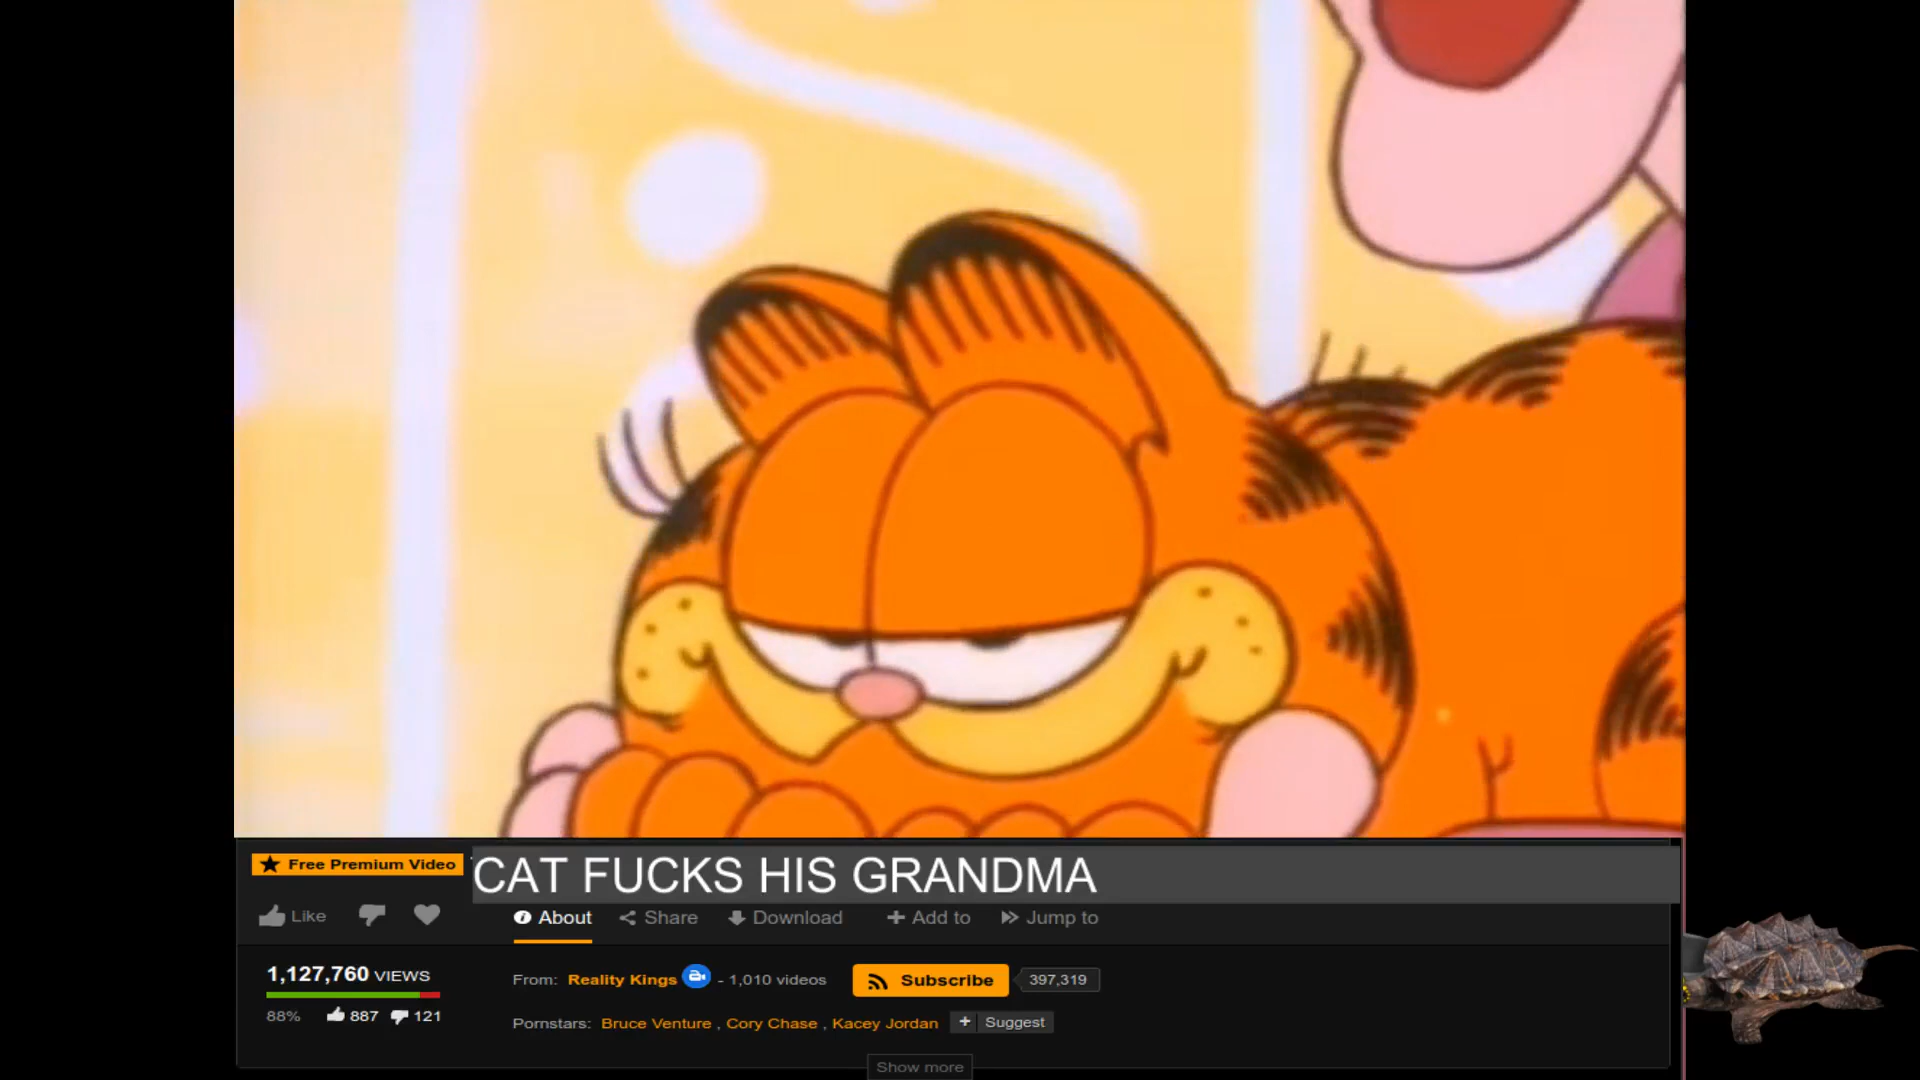 Free Premium Video
CAT FUCKS HIS GRANDMA
Like
About Share Download Add to Jump to
1,127,760 VIEWS
From: Reality Kings - 1,010 videos Subscribe 397,319
88% 887 121
Pornstars: Bruce Venture , Cory Chase , Kacey Jordan + Suggest
Show more